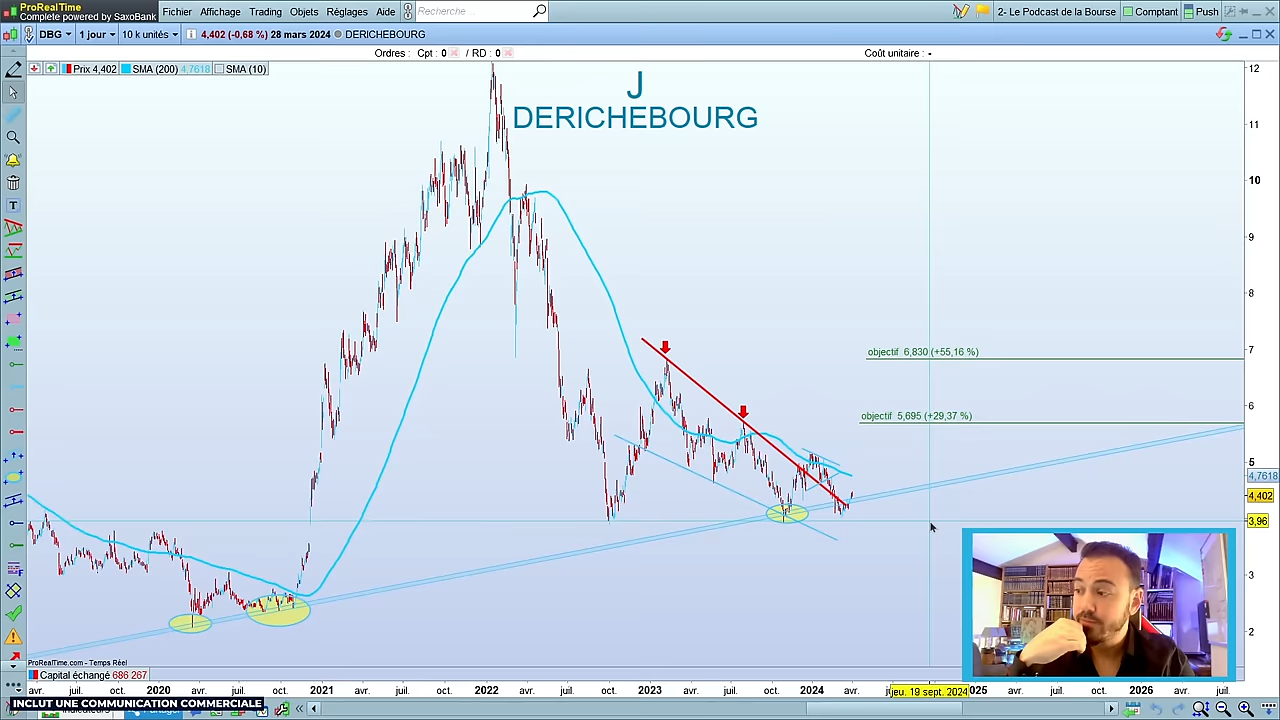 ProRealTime
Complete powered by SaxoBank
Fichier Affichage Trading Objets Réglages Aide
Recherche
2- Le Podcast de la Bourse
Comptant
Push
DBG 1 jour 10 k unités 4,402 (-0,68 %) 28 mars 2024 DERICHEBOURG
Ordres : Cpt : 0 / RD : 0
Coût unitaire : -
Prix 4,402 SMA (200) 4,7618 SMA (10)
J
DERICHEBOURG
12
11
10
9
8
7
objectif 6,830 (+55,16 %)
6
objectif 5,695 (+29,37 %)
5
4,7618
4,402
3,96
3
2
ProRealTime.com - Temps Réel
Capital échangé 686 267
avr. juil. oct. 2020 avr. juil. oct. 2021 avr. juil. oct. 2022 avr. juil. oct. 2023 avr. juil. oct. 2024 avr. jeu. 19 sept. 2024 2025 avr. juil. oct. 2026 avr. juil.
INCLUT UNE COMMUNICATION COMMERCIALE